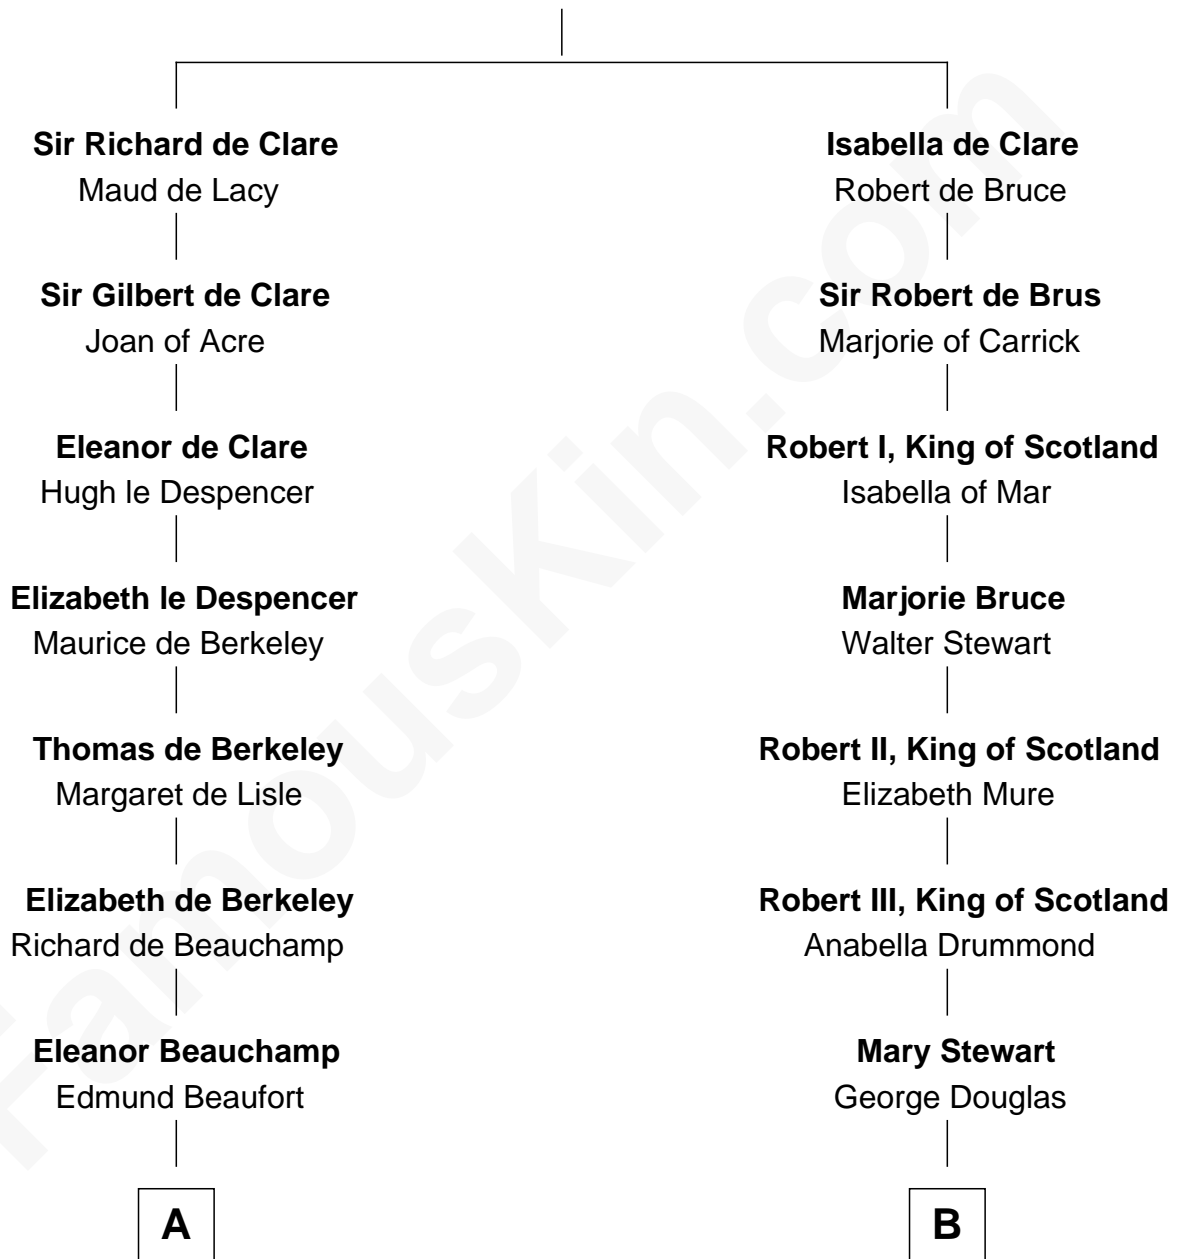 Sir Richard de Clare
Maud de Lacy
Sir Gilbert de Clare
Joan of Acre
Eleanor de Clare
Hugh le Despencer
Elizabeth le Despencer
Maurice de Berkeley
Thomas de Berkeley
Margaret de Lisle
Elizabeth de Berkeley
Richard de Beauchamp
Eleanor Beauchamp
Edmund Beaufort
A
Isabella de Clare
Robert de Bruce
Sir Robert de Brus
Marjorie of Carrick
Robert I, King of Scotland
Isabella of Mar
Marjorie Bruce
Walter Stewart
Robert II, King of Scotland
Elizabeth Mure
Robert III, King of Scotland
Anabella Drummond
Mary Stewart
George Douglas
B
FamousKin.com